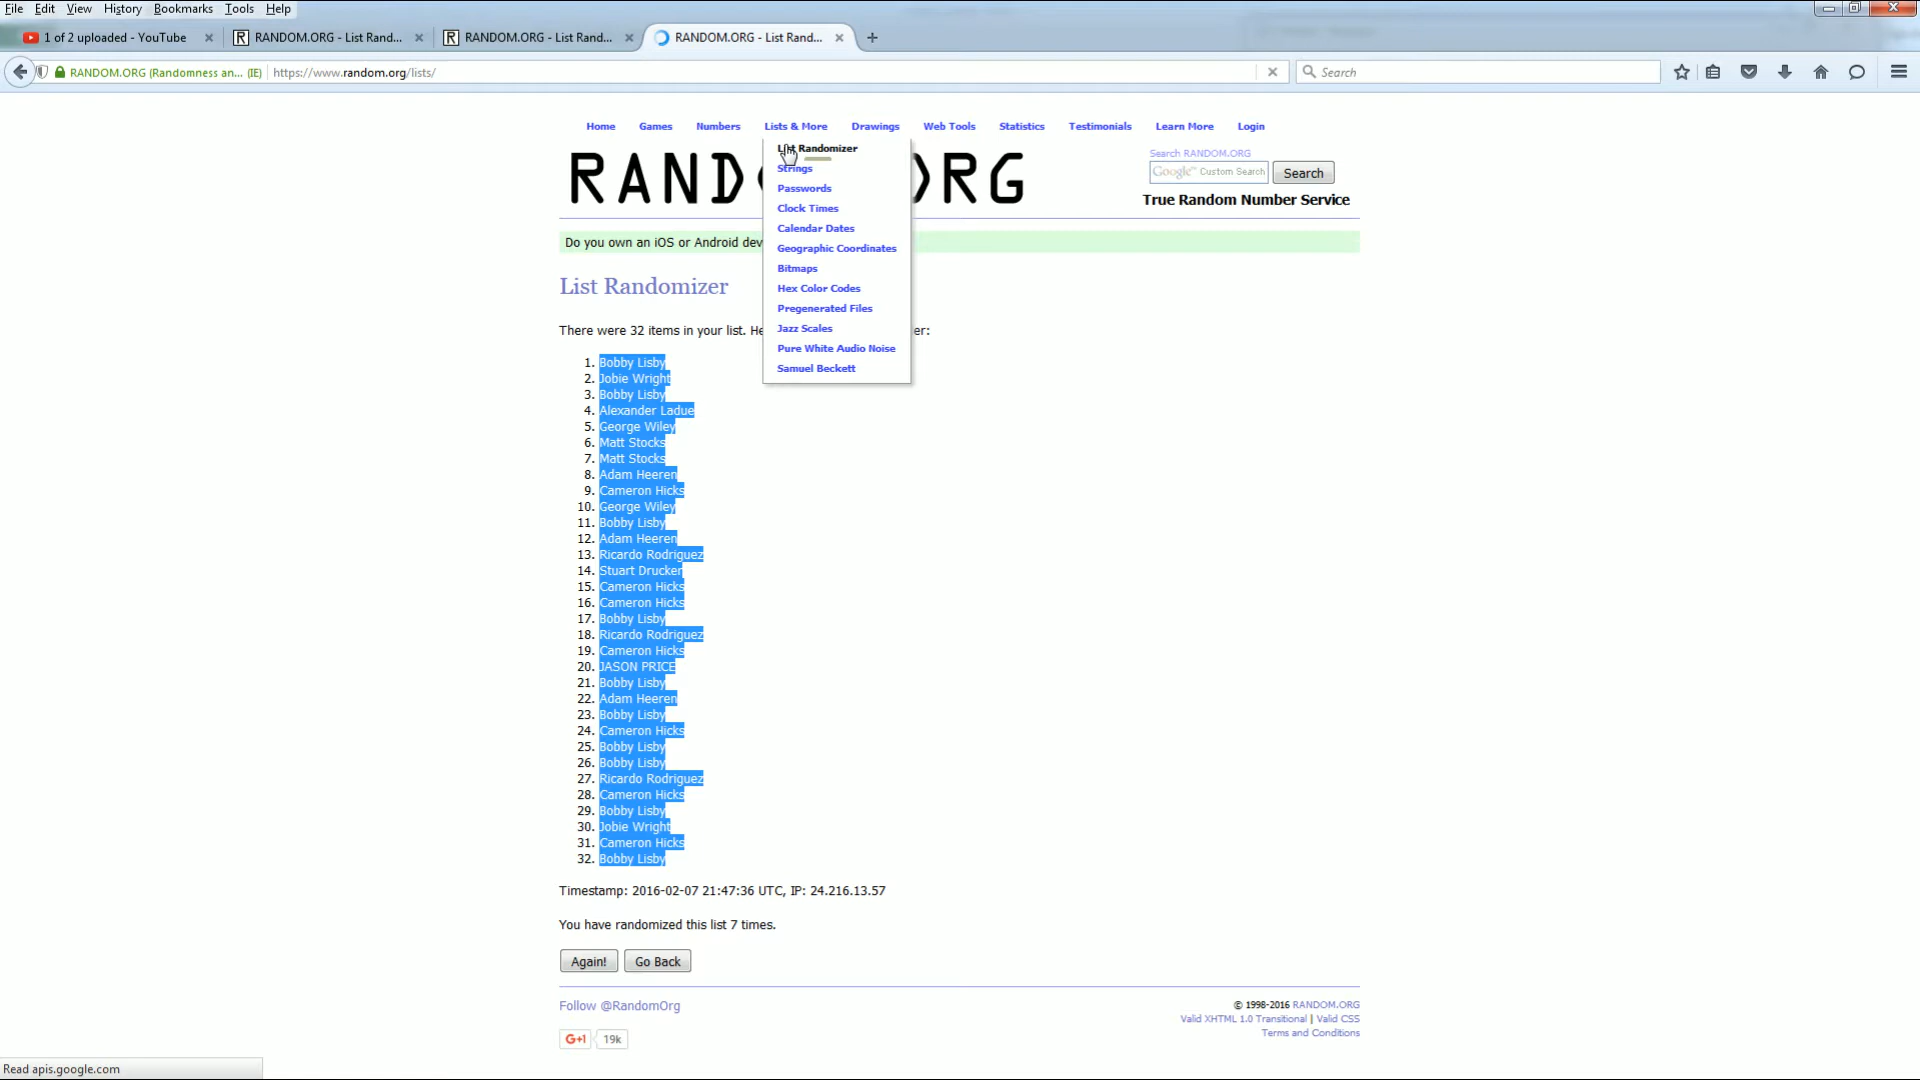 File Edit View History Bookmarks Tools Help
1 of 2 uploaded - YouTube
RANDOM.ORG - List Rand...
RANDOM.ORG - List Rand...
RANDOM.ORG - List Rand...
RANDOM.ORG (Randomness an... (IE) https://www.random.org/lists/
Search
Home Games Numbers Lists & More Drawings Web Tools Statistics Testimonials Learn More Login
List Randomizer
Strings
Passwords
Clock Times
Calendar Dates
Geographic Coordinates
Bitmaps
Hex Color Codes
Pregenerated Files
Jazz Scales
Pure White Audio Noise
Samuel Beckett
Search RANDOM.ORG
Google™ Custom Search Search
True Random Number Service
Do you own an iOS or Android dev
List Randomizer
There were 32 items in your list. He er:
1. Bobby Lisby
2. Jobie Wright
3. Bobby Lisby
4. Alexander Ladue
5. George Wiley
6. Matt Stocks
7. Matt Stocks
8. Adam Heeren
9. Cameron Hicks
10. George Wiley
11. Bobby Lisby
12. Adam Heeren
13. Ricardo Rodriguez
14. Stuart Drucker
15. Cameron Hicks
16. Cameron Hicks
17. Bobby Lisby
18. Ricardo Rodriguez
19. Cameron Hicks
20. JASON PRICE
21. Bobby Lisby
22. Adam Heeren
23. Bobby Lisby
24. Cameron Hicks
25. Bobby Lisby
26. Bobby Lisby
27. Ricardo Rodriguez
28. Cameron Hicks
29. Bobby Lisby
30. Jobie Wright
31. Cameron Hicks
32. Bobby Lisby
Timestamp: 2016-02-07 21:47:36 UTC, IP: 24.216.13.57
You have randomized this list 7 times.
Again! Go Back
Follow @RandomOrg
G+1 19k
© 1998-2016 RANDOM.ORG
Valid XHTML 1.0 Transitional | Valid CSS
Terms and Conditions
Read apis.google.com